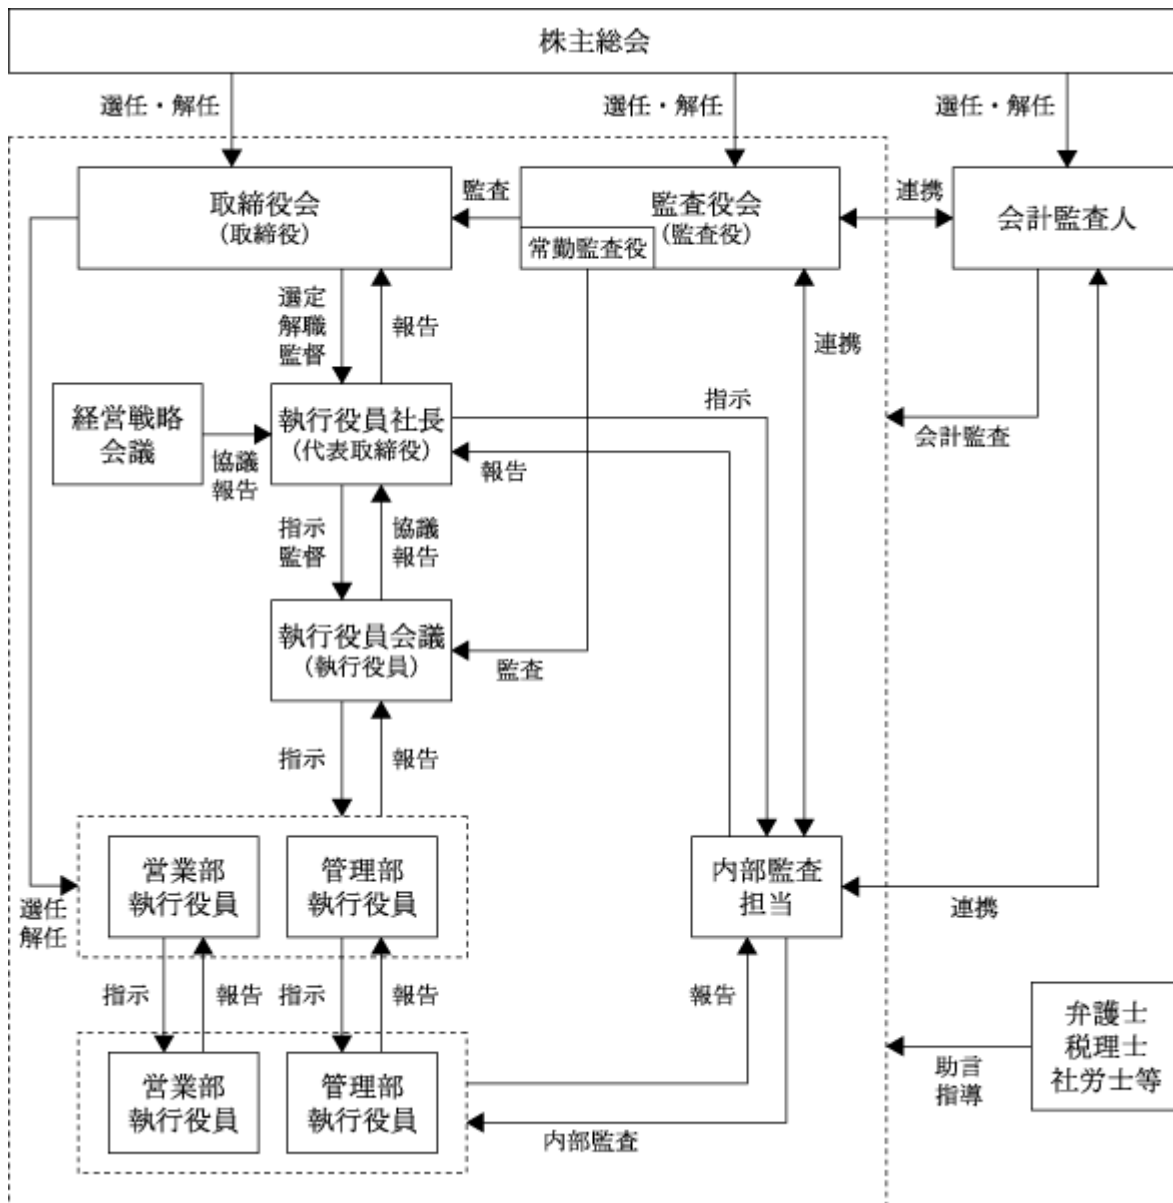 株主総会
選任・解任
選任・解任
選任・解任
取締役会
(取締役)
監査
監査役会
(監査役)
常勤監査役
連携
会計監査人
選定
解職
監督
報告
連携
経営戦略
会議
協議
報告
執行役員社長
(代表取締役)
指示
報告
会計監査
指示
監督
協議
報告
執行役員会議
(執行役員)
監査
指示
報告
営業部
執行役員
管理部
執行役員
内部監査
担当
連携
選任
解任
指示
報告
指示
報告
報告
営業部
執行役員
管理部
執行役員
内部監査
助言
指導
弁護士
税理士
社労士等